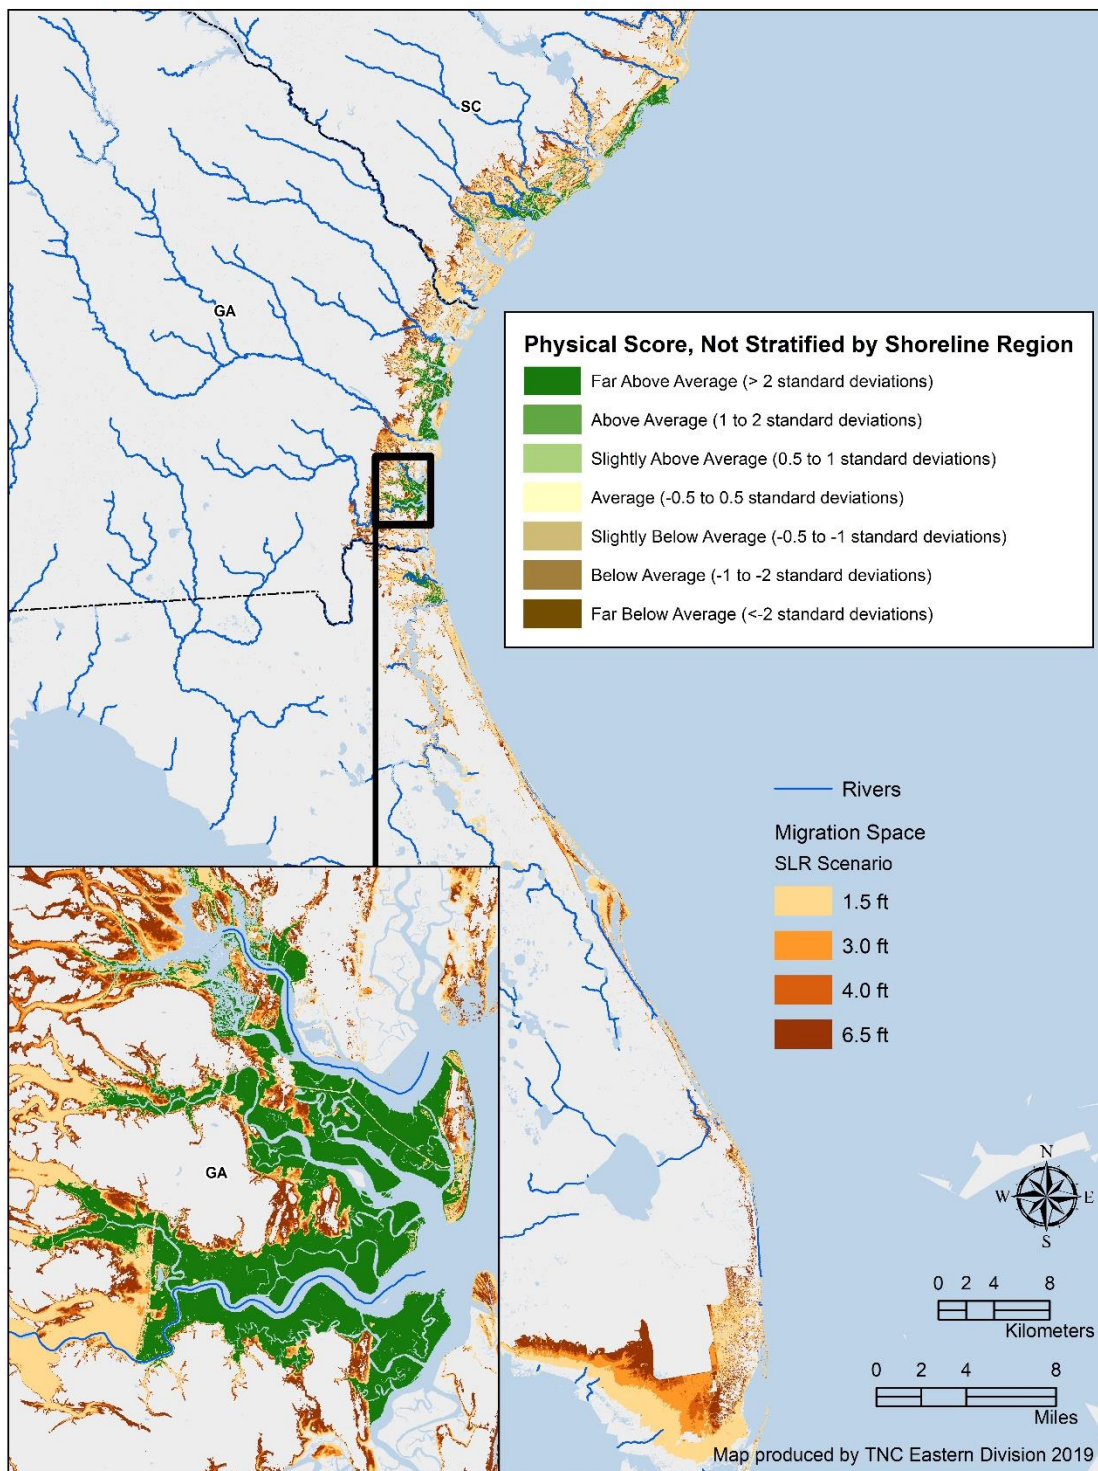 SC
GA
Physical Score, Not Stratified by Shoreline Region
Far Above Average (> 2 standard deviations)
Above Average (1 to 2 standard deviations)
Slightly Above Average (0.5 to 1 standard deviations)
Average (-0.5 to 0.5 standard deviations)
Slightly Below Average (-0.5 to -1 standard deviations)
Below Average (-1 to -2 standard deviations)
Far Below Average (<-2 standard deviations)
Rivers
Migration Space
SLR Scenario
1.5 ft
3.0 ft
4.0 ft
6.5 ft
GA
N
W E
S
0 2 4 8
Kilometers
0 2 4 8
Miles
Map produced by TNC Eastern Division 2019